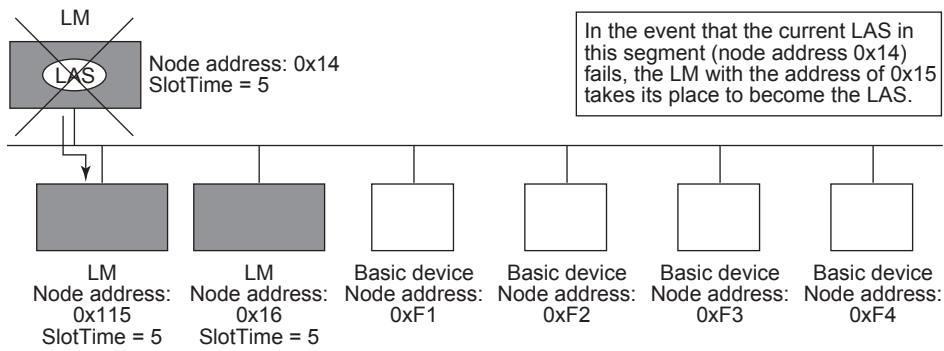 LM
LAS
Node address: 0x14
SlotTime = 5
In the event that the current LAS in
this segment (node address 0x14)
fails, the LM with the address of 0x15
takes its place to become the LAS.
LM
Node address:
0x115
SlotTime = 5
LM
Node address:
0x16
SlotTime = 5
Basic device
Node address:
0xF1
Basic device
Node address:
0xF2
Basic device
Node address:
0xF3
Basic device
Node address:
0xF4